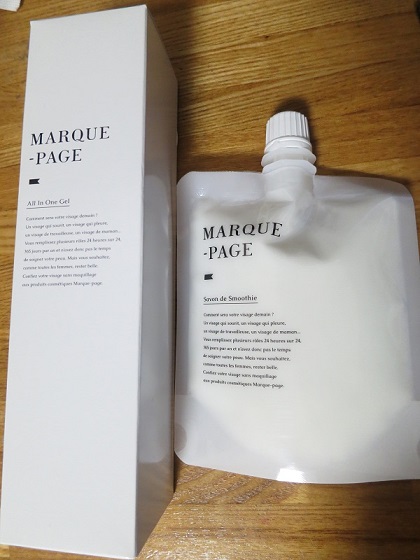 MARQUE
-PAGE
All In One Gel
Comment sera votre visage demain ?
Un visage qui sourit, un visage qui pleure,
un visage de travailleuse, un visage de maman...
Vous remplissez plusieurs rôles 24 heures sur 24,
365 jours par an et n'avez donc pas le temps
de soigner votre peau. Mais vous souhaitez,
comme toutes les femmes, rester belle.
Confiez votre visage sans maquillage
aux produits cosmétiques Marque-page.
MARQUE
-PAGE
Savon de Smoothie
Comment sera votre visage demain ?
Un visage qui sourit, un visage qui pleure,
un visage de travailleuse, un visage de maman...
Vous remplissez plusieurs rôles 24 heures sur 24,
365 jours par an et n'avez donc pas le temps
de soigner votre peau. Mais vous souhaitez,
comme toutes les femmes, rester belle.
Confiez votre visage sans maquillage
aux produits cosmétiques Marque-page.